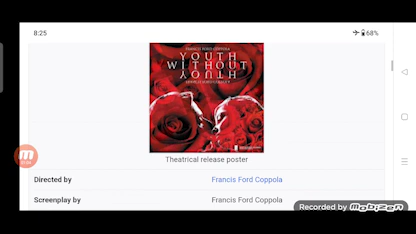 8:25
68%
FRANCIS FORD COPPOLA
YOUTH
WITHOUT
YOUTH
Theatrical release poster
Directed by Francis Ford Coppola
Screenplay by Francis Ford Coppola
Recorded by Mobizen